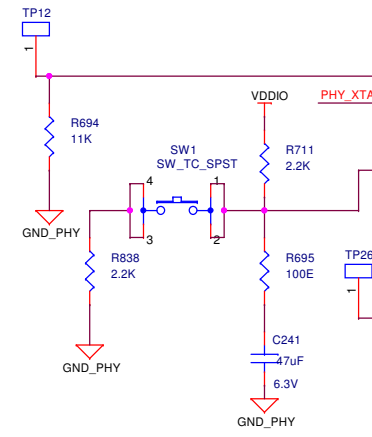 TP12
1
VDDIO
PHY_XTA
R694
11K
SW1
SW_TC_SPST
R711
2.2K
4
1
3
2
GND_PHY
R838
2.2K
R695
100E
TP26
1
GND_PHY
C241
47uF
6.3V
GND_PHY